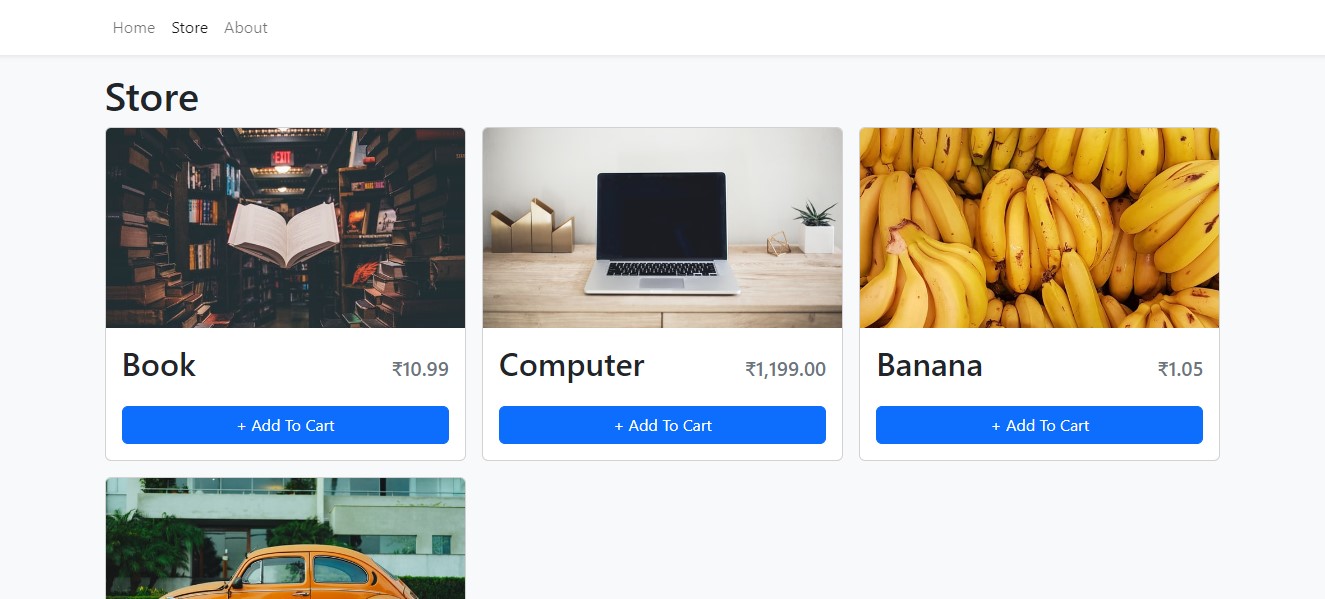 Home Store About
Store
EXIT
Book ₹10.99
+ Add To Cart
Computer ₹1,199.00
+ Add To Cart
Banana ₹1.05
+ Add To Cart